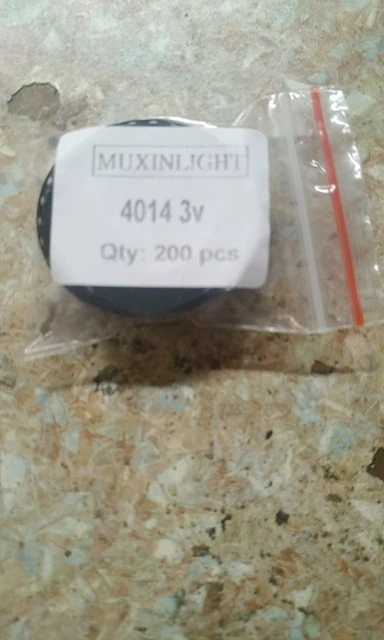 MUXINLIGHT
4014 3v
Qty: 200 pcs